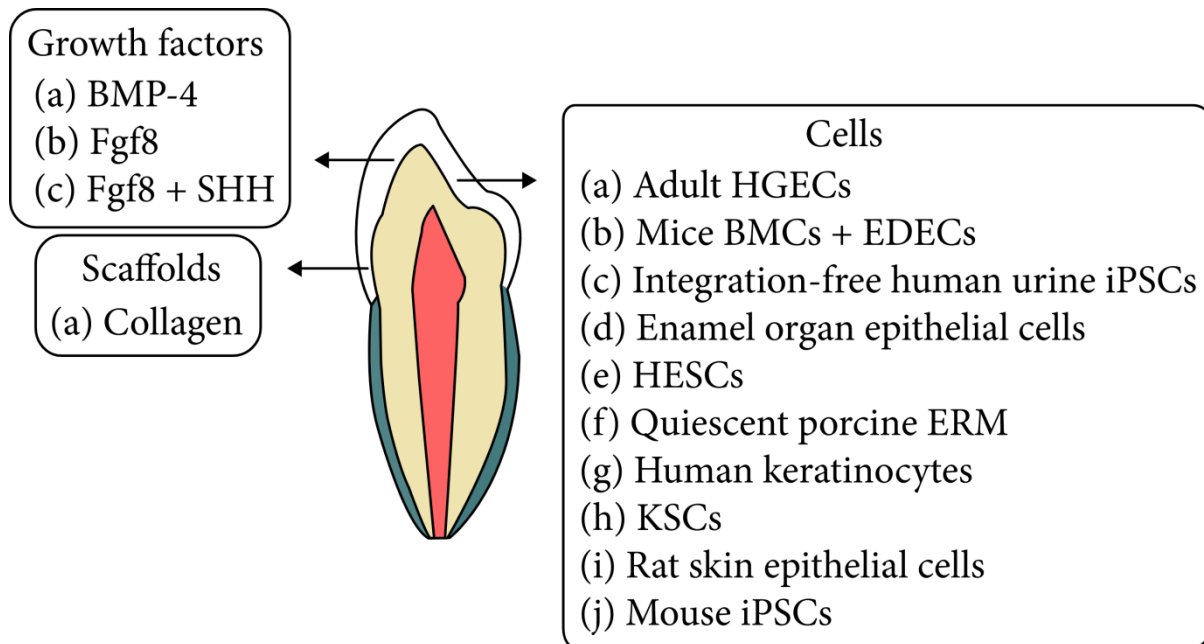 Growth factors
(a) BMP-4
(b) Fgf8
(c) Fgf8 + SHH
Scaffolds
(a) Collagen
Cells
(a) Adult HGECs
(b) Mice BMCs + EDECs
(c) Integration-free human urine iPSCs
(d) Enamel organ epithelial cells
(e) HESCs
(f) Quiescent porcine ERM
(g) Human keratinocytes
(h) KSCs
(i) Rat skin epithelial cells
(j) Mouse iPSCs